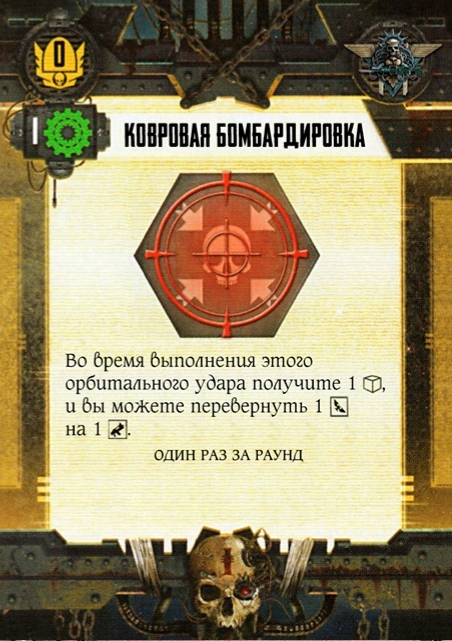 0
I
КОВРОВАЯ БОМБАРДИРОВКА
Во время выполнения этого
орбитального удара получите 1 ,
и вы можете перевернуть 1
на 1 .
ОДИН РАЗ ЗА РАУНД
I